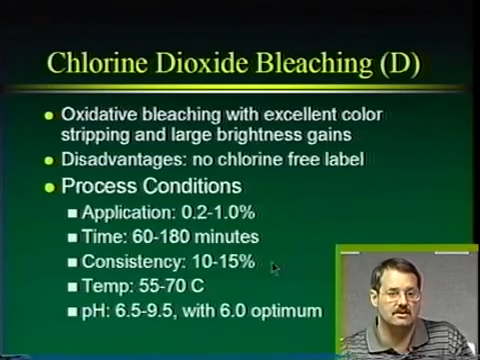 Chlorine Dioxide Bleaching (D)
Oxidative bleaching with excellent color
stripping and large brightness gains
Disadvantages: no chlorine free label
Process Conditions
Application: 0.2-1.0%
Time: 60-180 minutes
Consistency: 10-15%
Temp: 55-70 C
pH: 6.5-9.5, with 6.0 optimum